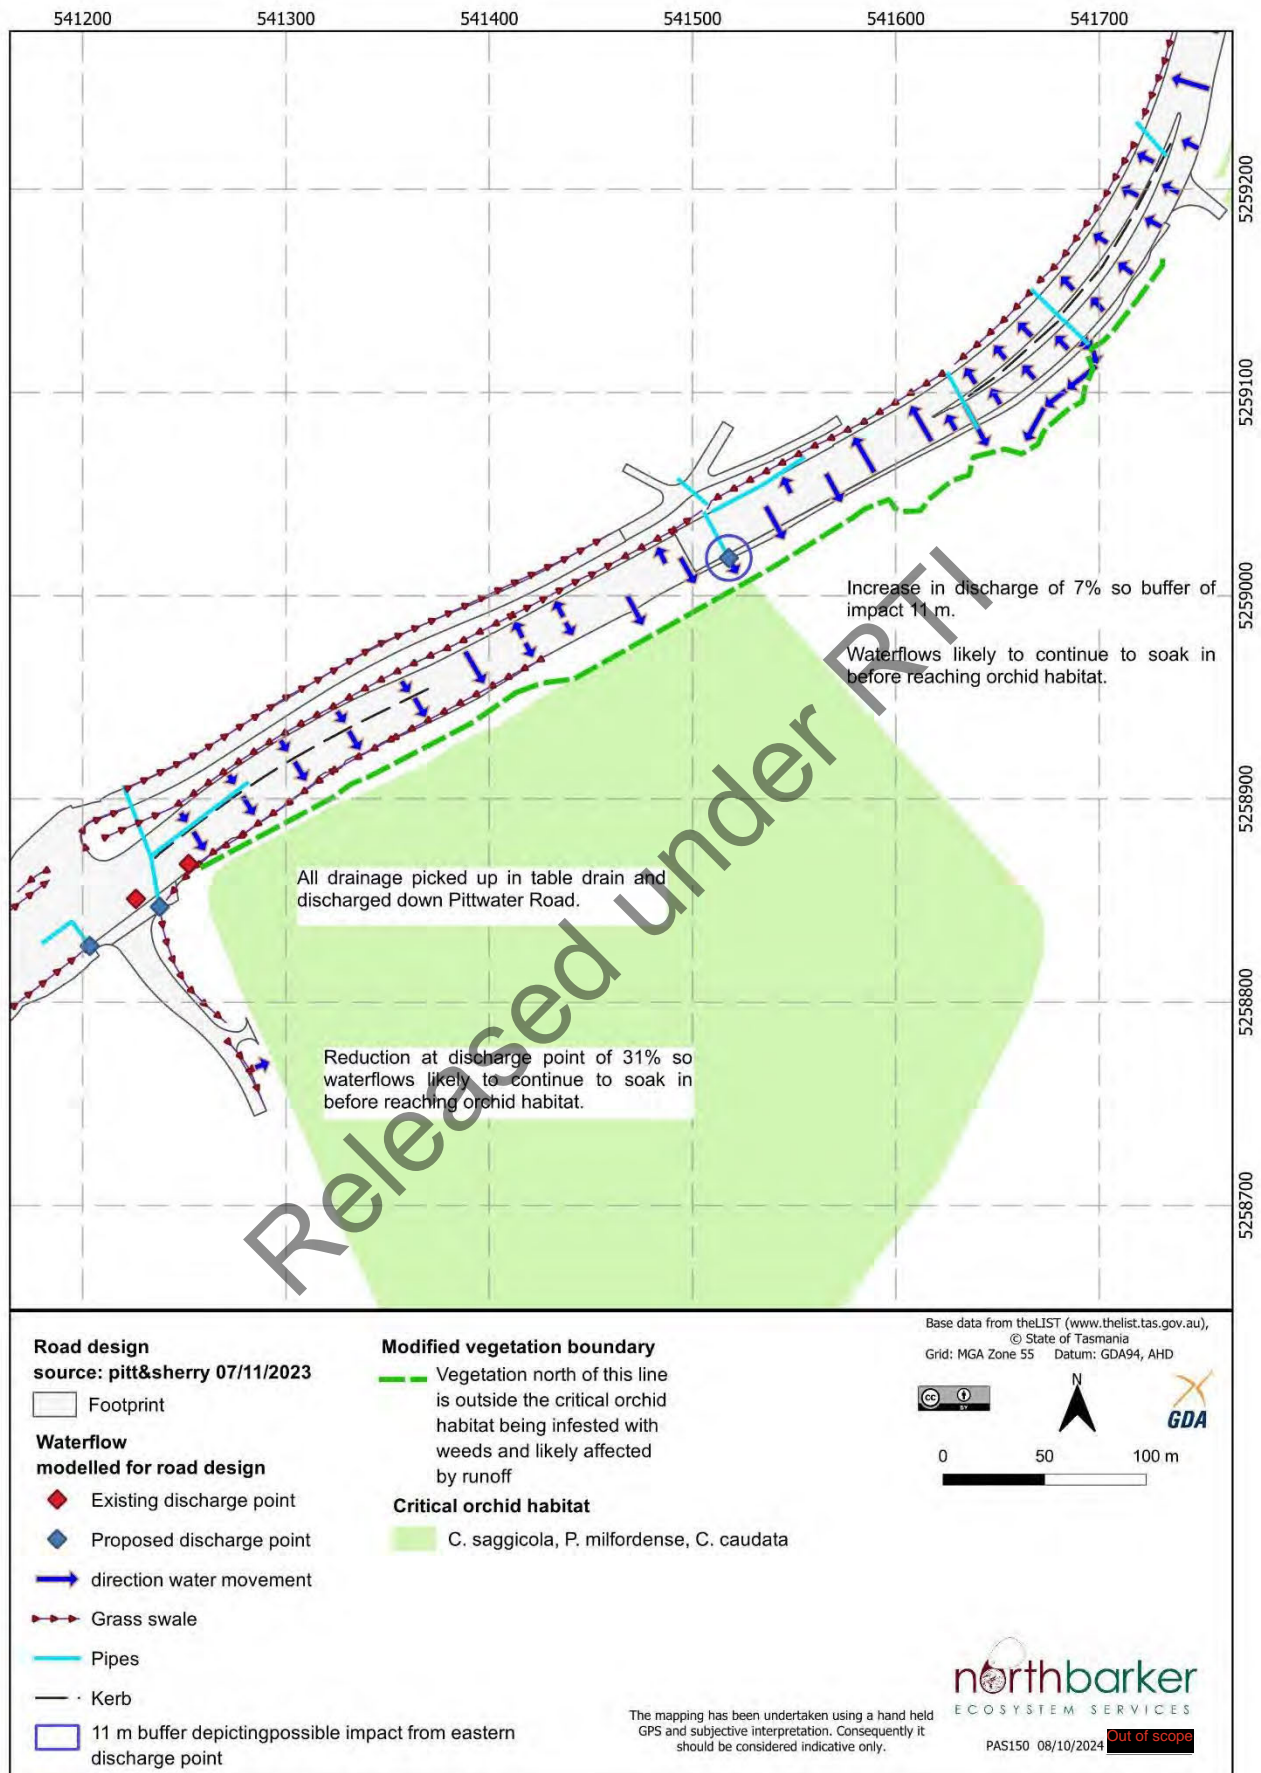 541200 541300 541400 541500 541600 541700
5259200
5259100
5259000
5258900
5258800
5258700
Increase in discharge of 7% so buffer of
impact 11 m.
Waterflows likely to continue to soak in
before reaching orchid habitat.
All drainage picked up in table drain and
discharged down Pittwater Road.
Reduction at discharge point of 31% so
waterflows likely to continue to soak in
before reaching orchid habitat.
Released under RTI
Road design
source: pitt&sherry 07/11/2023
Footprint
Waterflow
modelled for road design
Existing discharge point
Proposed discharge point
direction water movement
Grass swale
Pipes
Kerb
11 m buffer depictingpossible impact from eastern
discharge point
Modified vegetation boundary
Vegetation north of this line
is outside the critical orchid
habitat being infested with
weeds and likely affected
by runoff
Critical orchid habitat
C. saggicola, P. milfordense, C. caudata
Base data from theLIST (www.thelist.tas.gov.au),
© State of Tasmania
Grid: MGA Zone 55 Datum: GDA94, AHD
cc BY
N
GDA
0 50 100 m
The mapping has been undertaken using a hand held
GPS and subjective interpretation. Consequently it
should be considered indicative only.
northbarker
ECOSYSTEM SERVICES
PAS150 08/10/2024 Out of scope